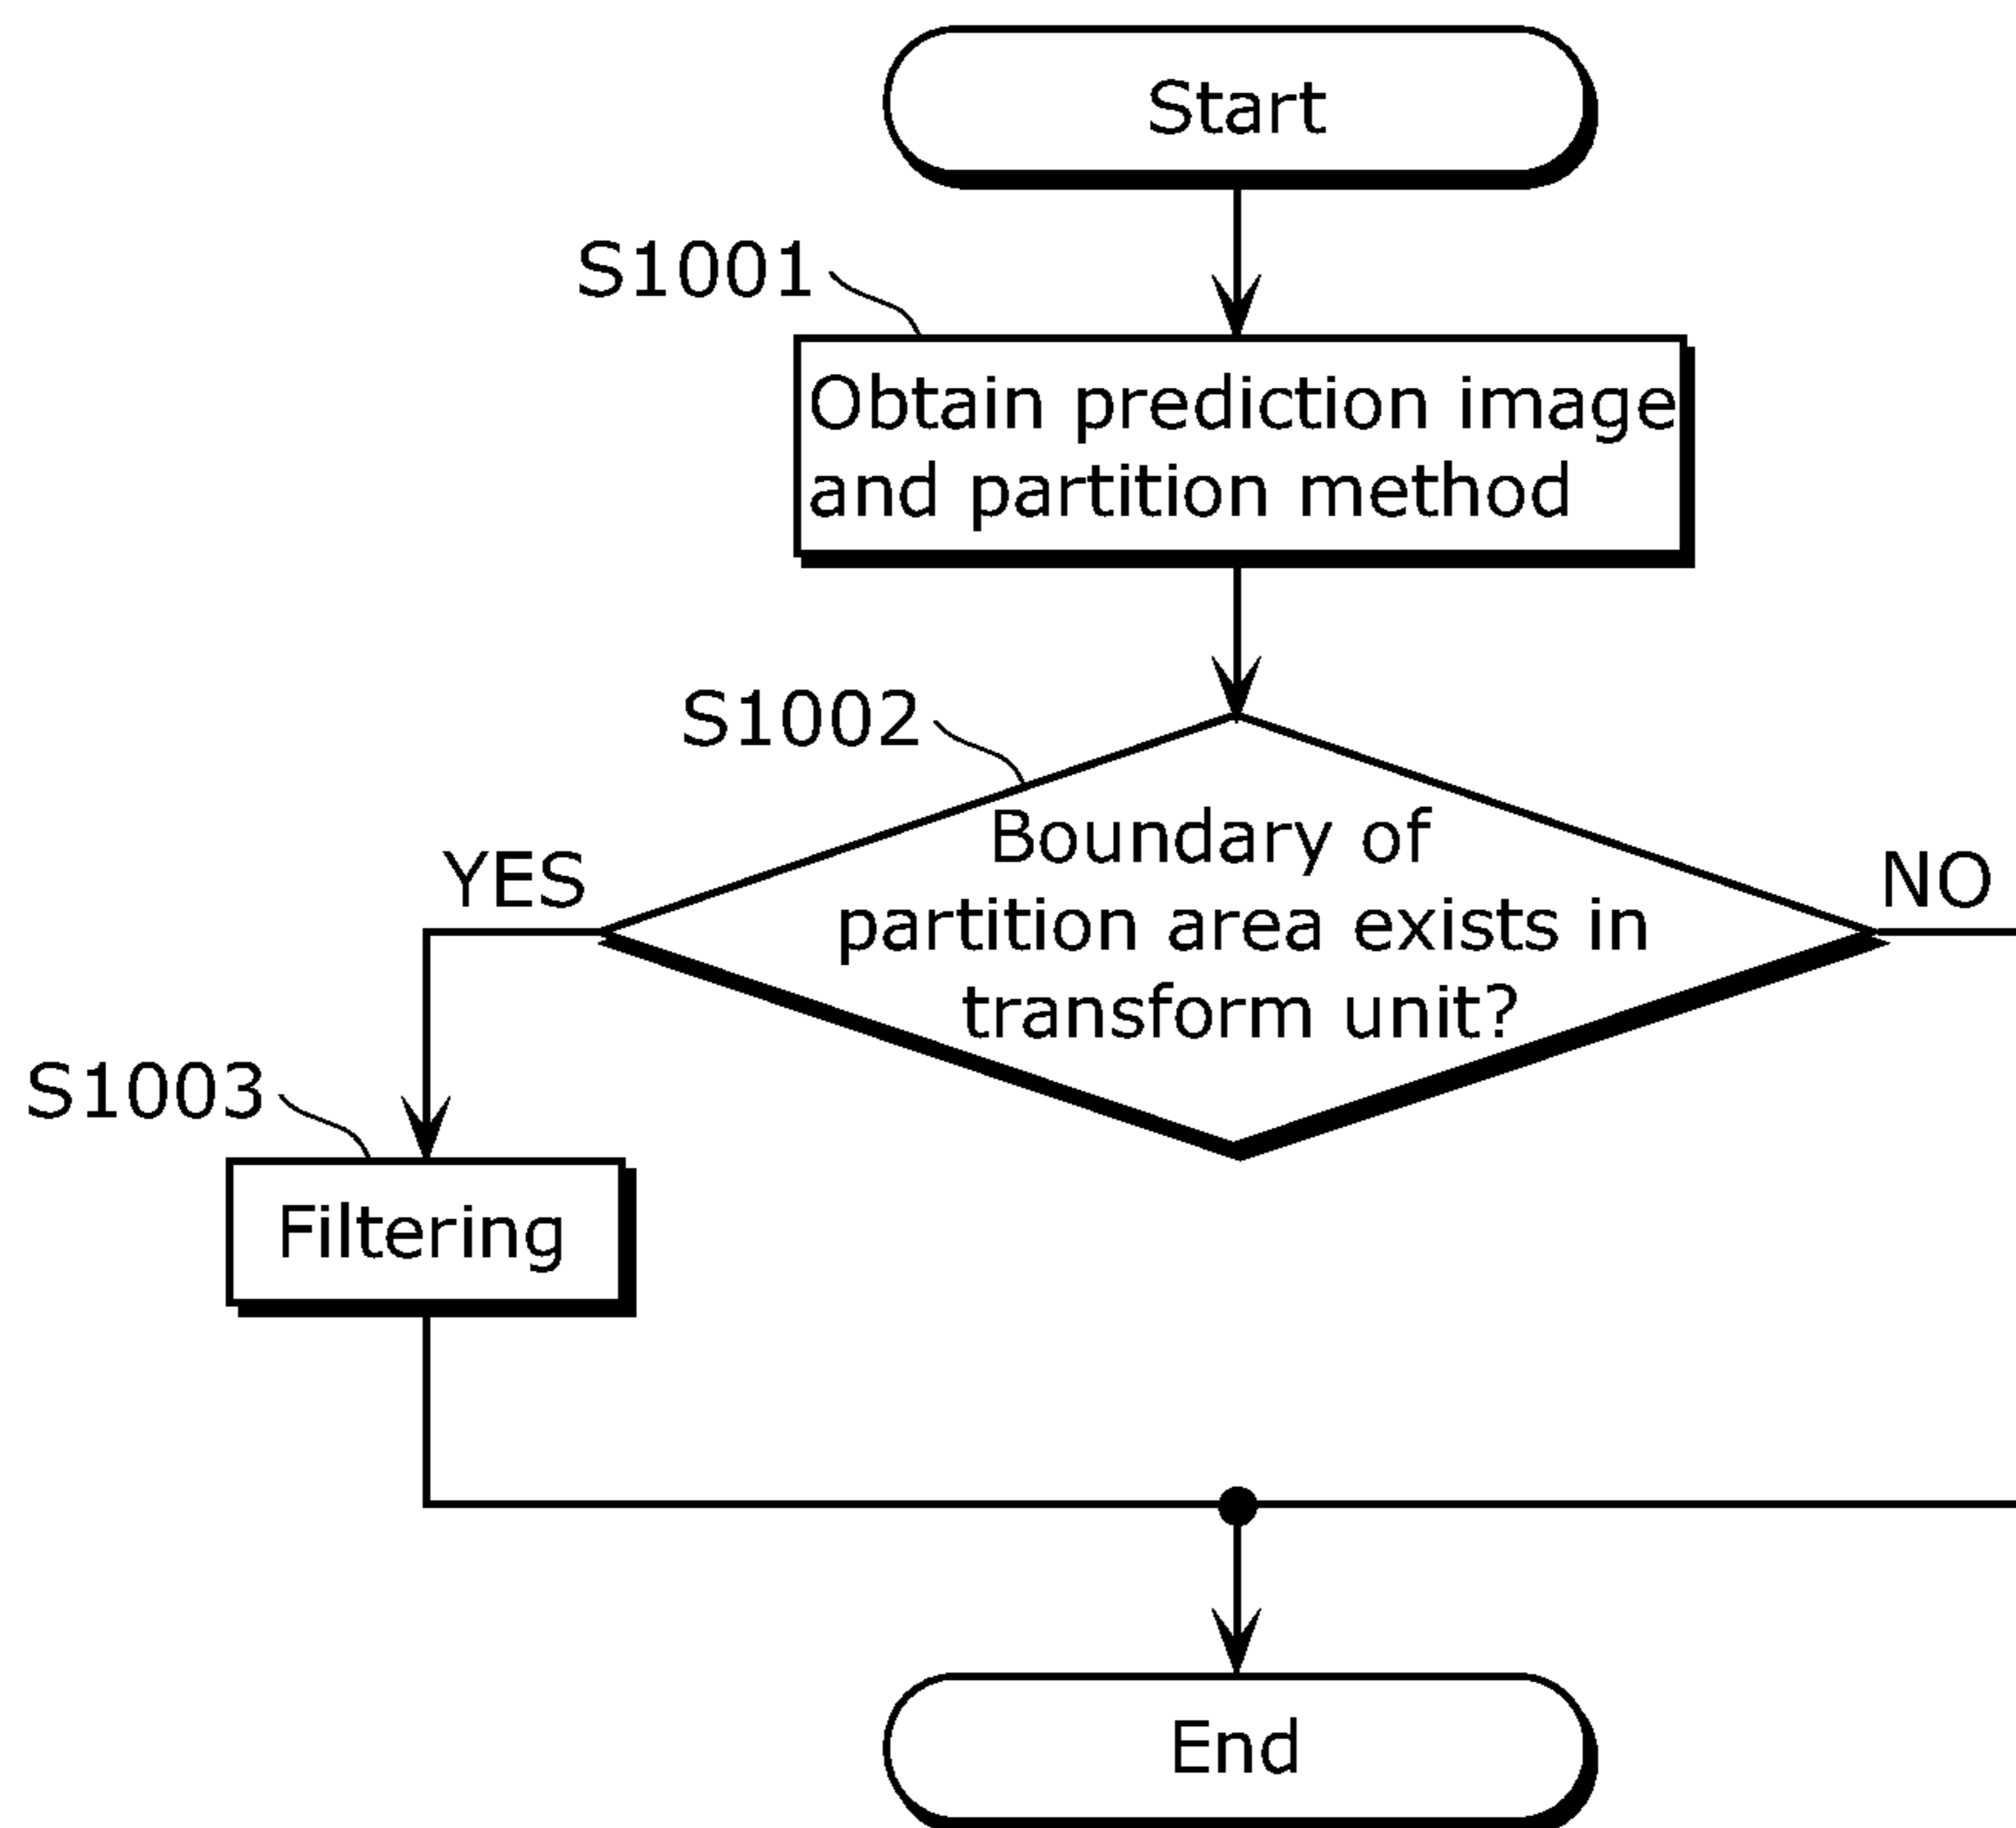 Start
S1001
Obtain prediction image
and partition method
S1002
Boundary of
partition area exists in
transform unit?
YES
NO
S1003
Filtering
End